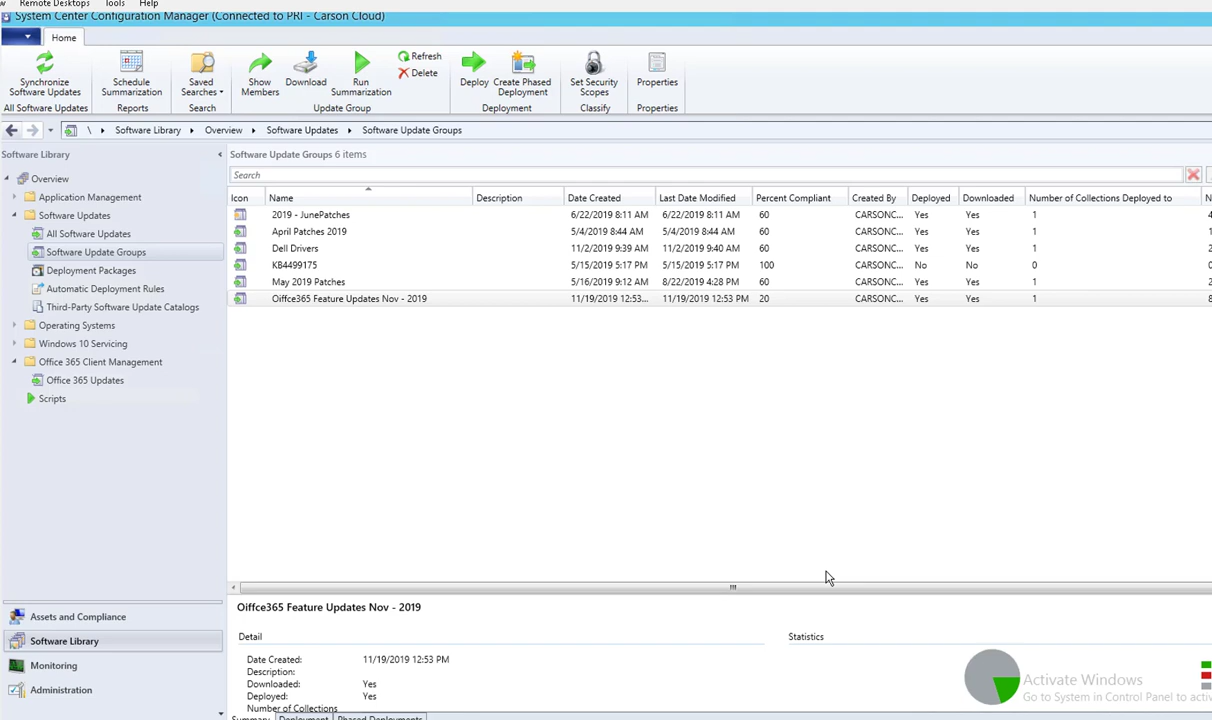 w Remote Desktops Tools Help
System Center Configuration Manager (Connected to PRI - Carson Cloud)
Home
Synchronize Software Updates
Schedule Summarization
Saved Searches
Show Members
Download
Run Summarization
Refresh
Delete
Deploy
Create Phased Deployment
Set Security Scopes
Properties
All Software Updates Reports Search Update Group Deployment Classify Properties
\ Software Library Overview Software Updates Software Update Groups
Software Library
Overview
Application Management
Software Updates
All Software Updates
Software Update Groups
Deployment Packages
Automatic Deployment Rules
Third-Party Software Update Catalogs
Operating Systems
Windows 10 Servicing
Office 365 Client Management
Office 365 Updates
Scripts
Assets and Compliance
Software Library
Monitoring
Administration
Software Update Groups 6 items
Search
Icon Name Description Date Created Last Date Modified Percent Compliant Created By Deployed Downloaded Number of Collections Deployed to N
2019 - JunePatches 6/22/2019 8:11 AM 6/22/2019 8:11 AM 60 CARSONC... Yes Yes 1 4
April Patches 2019 5/4/2019 8:44 AM 5/4/2019 8:44 AM 60 CARSONC... Yes Yes 1
Dell Drivers 11/2/2019 9:39 AM 11/2/2019 9:40 AM 60 CARSONC... Yes Yes 1 2
KB4499175 5/15/2019 5:17 PM 5/15/2019 5:17 PM 100 CARSONC... No No 0 0
May 2019 Patches 5/16/2019 9:12 AM 8/22/2019 4:28 PM 60 CARSONC... Yes Yes 1 2
Oiffce365 Feature Updates Nov - 2019 11/19/2019 12:53... 11/19/2019 12:53 PM 20 CARSONC... Yes Yes 1 8
Oiffce365 Feature Updates Nov - 2019
Detail
Date Created: 11/19/2019 12:53 PM
Description:
Downloaded: Yes
Deployed: Yes
Number of Collections
Statistics
Activate Windows
Go to System in Control Panel to acti
Summary Deployment Phased Deployments